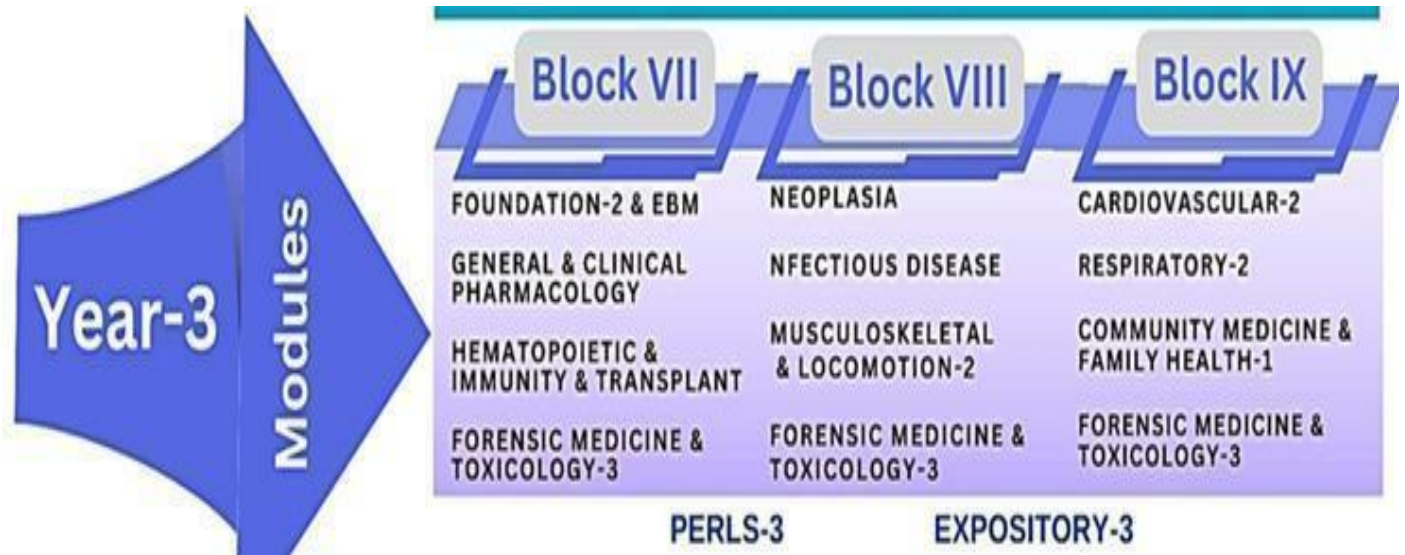 Year-3
Modules
Block VII
FOUNDATION-2 & EBM
GENERAL & CLINICAL
PHARMACOLOGY
HEMATOPOIETIC &
IMMUNITY & TRANSPLANT
FORENSIC MEDICINE &
TOXICOLOGY-3
Block VIII
NEOPLASIA
NFECTIOUS DISEASE
MUSCULOSKELETAL
& LOCOMOTION-2
FORENSIC MEDICINE &
TOXICOLOGY-3
Block IX
CARDIOVASCULAR-2
RESPIRATORY-2
COMMUNITY MEDICINE &
FAMILY HEALTH-1
FORENSIC MEDICINE &
TOXICOLOGY-3
PERLS-3
EXPOSITORY-3